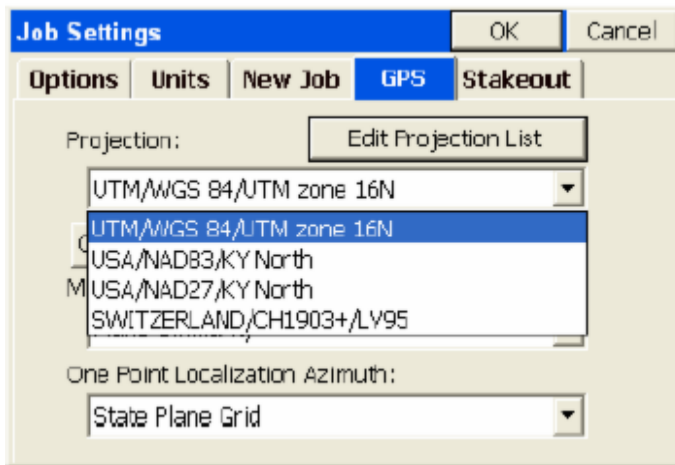 Job Settings OK Cancel
Options Units New Job GPS Stakeout
Projection: Edit Projection List
UTM/WGS 84/UTM zone 16N
UTM/WGS 84/UTM zone 16N
USA/NAD83/KY North
USA/NAD27/KY North
SWITZERLAND/CH1903+/LV95
One Point Localization Azimuth:
State Plane Grid